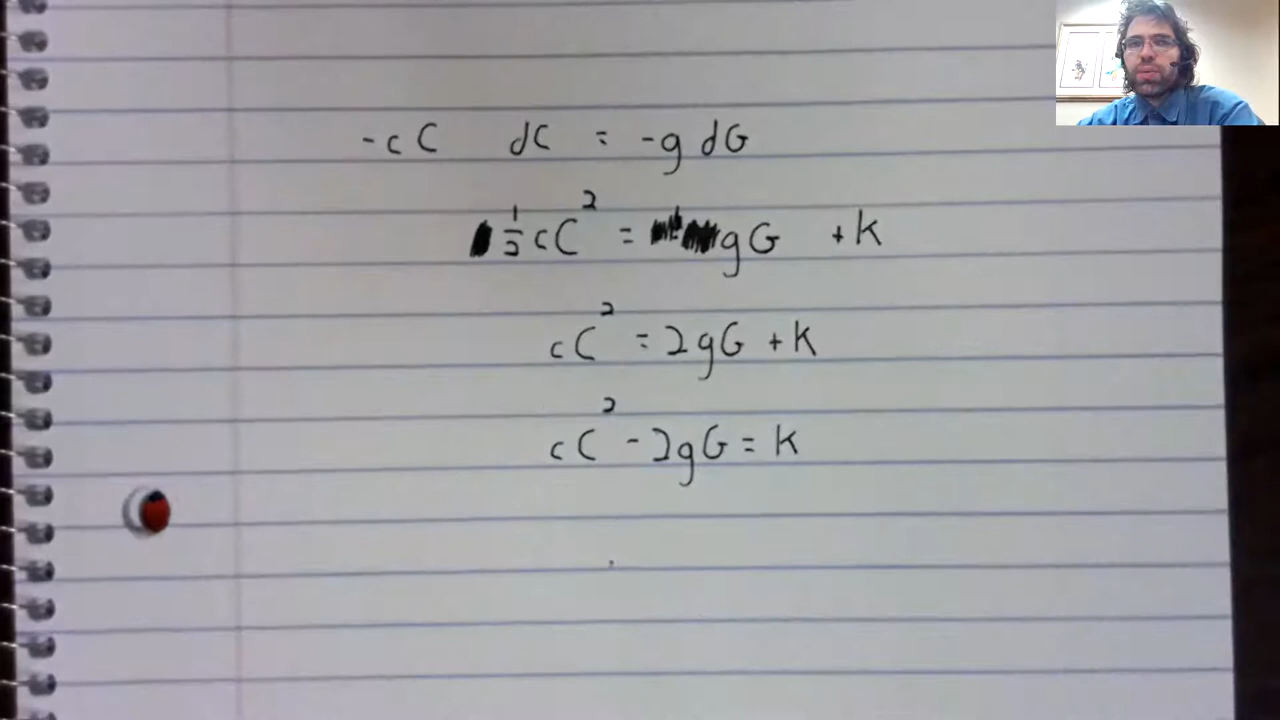 -cC dC = -g dG
½cC² = gG + K
cC² = 2gG + K
cC² - 2gG = K